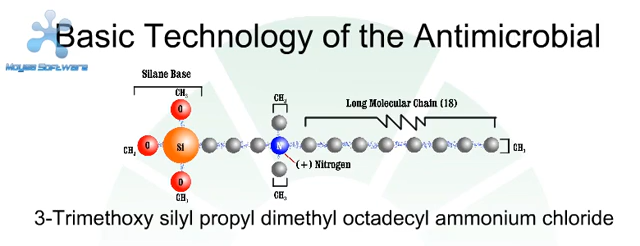 Basic Technology of the Antimicrobial
Moyea Software
Silane Base
CH3
CH3
Long Molecular Chain (18)
O
CH3
O
Si
N
CH3
(+) Nitrogen
O
CH3
CH3
3-Trimethoxy silyl propyl dimethyl octadecyl ammonium chloride